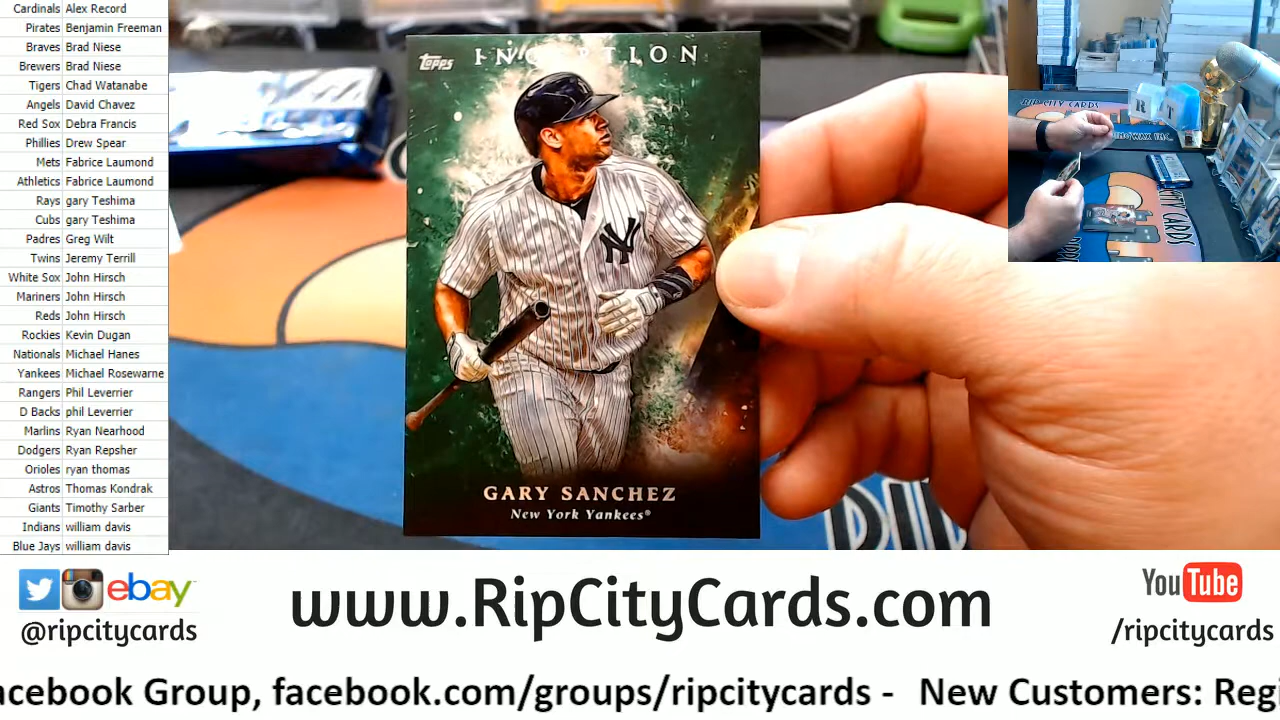 Cardinals Alex Record
Pirates Benjamin Freeman
Braves Brad Niese
Brewers Brad Niese
Tigers Chad Watanabe
Angels David Chavez
Red Sox Debra Francis
Phillies Drew Spear
Mets Fabrice Laumond
Athletics Fabrice Laumond
Rays gary Teshima
Cubs gary Teshima
Padres Greg Wilt
Twins Jeremy Terrill
White Sox John Hirsch
Mariners John Hirsch
Reds John Hirsch
Rockies Kevin Dugan
Nationals Michael Hanes
Yankees Michael Rosewarne
Rangers Phil Leverrier
D Backs phil Leverrier
Marlins Ryan Nearhood
Dodgers Ryan Repsher
Orioles ryan thomas
Astros Thomas Kondrak
Giants Timothy Sarber
Indians william davis
Blue Jays william davis
Topps INCEPTION
NY
GARY SANCHEZ
New York Yankees®
RIP CITY CARDS
R T
WAX INC.
CITY CARDS
ebay
@ripcitycards
www.RipCityCards.com
YouTube
/ripcitycards
acebook Group, facebook.com/groups/ripcitycards - New Customers: Regi